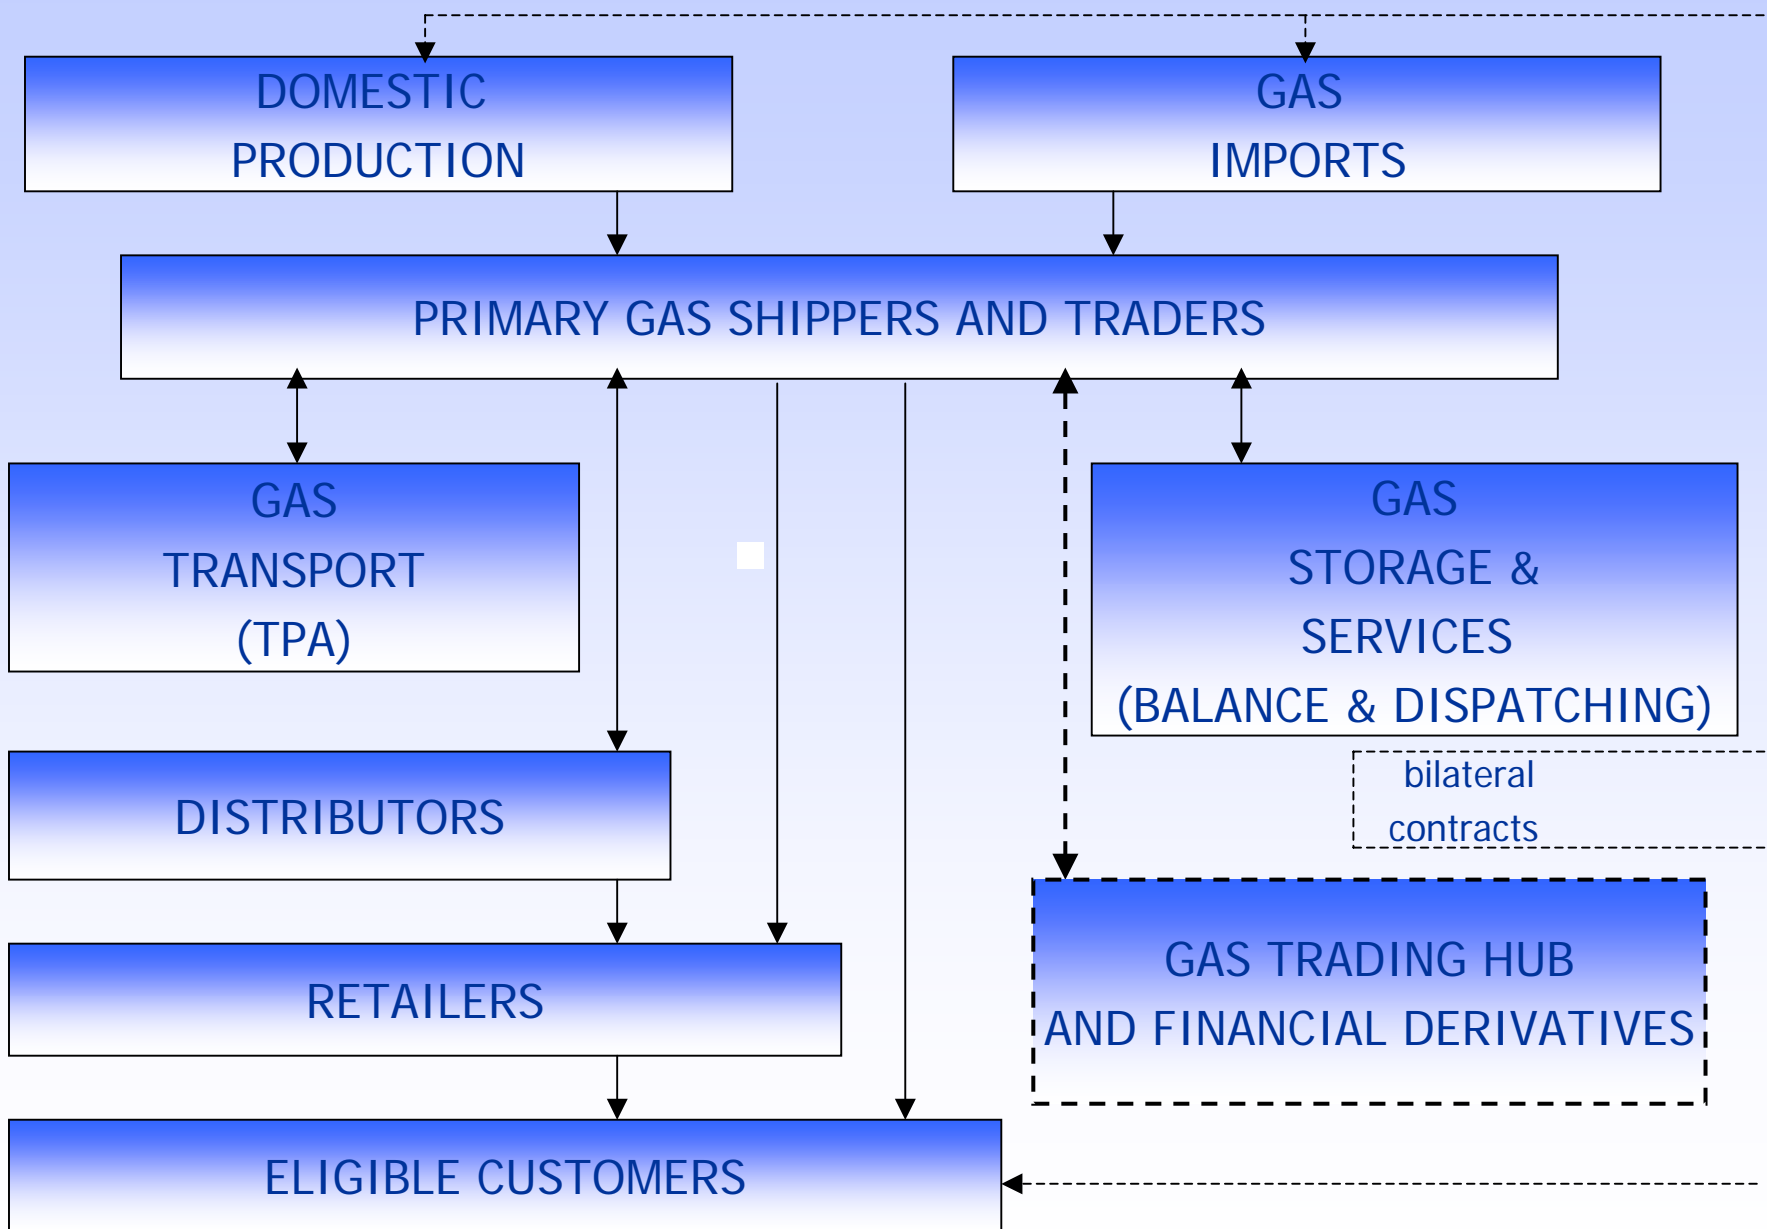 DOMESTIC
PRODUCTION
GAS
IMPORTS
PRIMARY GAS SHIPPERS AND TRADERS
GAS
TRANSPORT
(TPA)
GAS
STORAGE &
SERVICES
(BALANCE & DISPATCHING)
bilateral
contracts
DISTRIBUTORS
GAS TRADING HUB
AND FINANCIAL DERIVATIVES
RETAILERS
ELIGIBLE CUSTOMERS